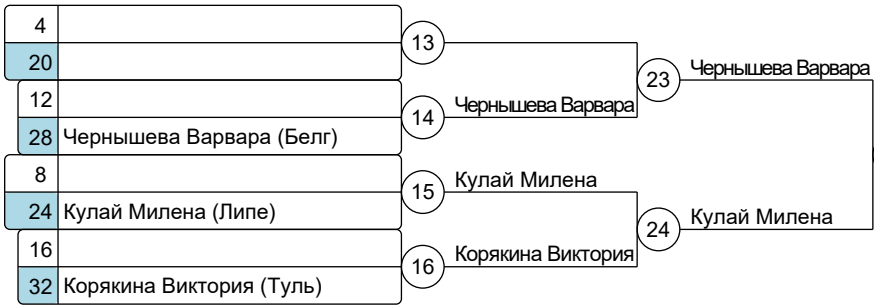 4
20
13
12
28 Чернышева Варвара (Белг)
14
Чернышева Варвара
23
Чернышева Варвара
8
24 Кулай Милена (Липе)
15
Кулай Милена
16
32 Корякина Виктория (Туль)
16
Корякина Виктория
24
Кулай Милена